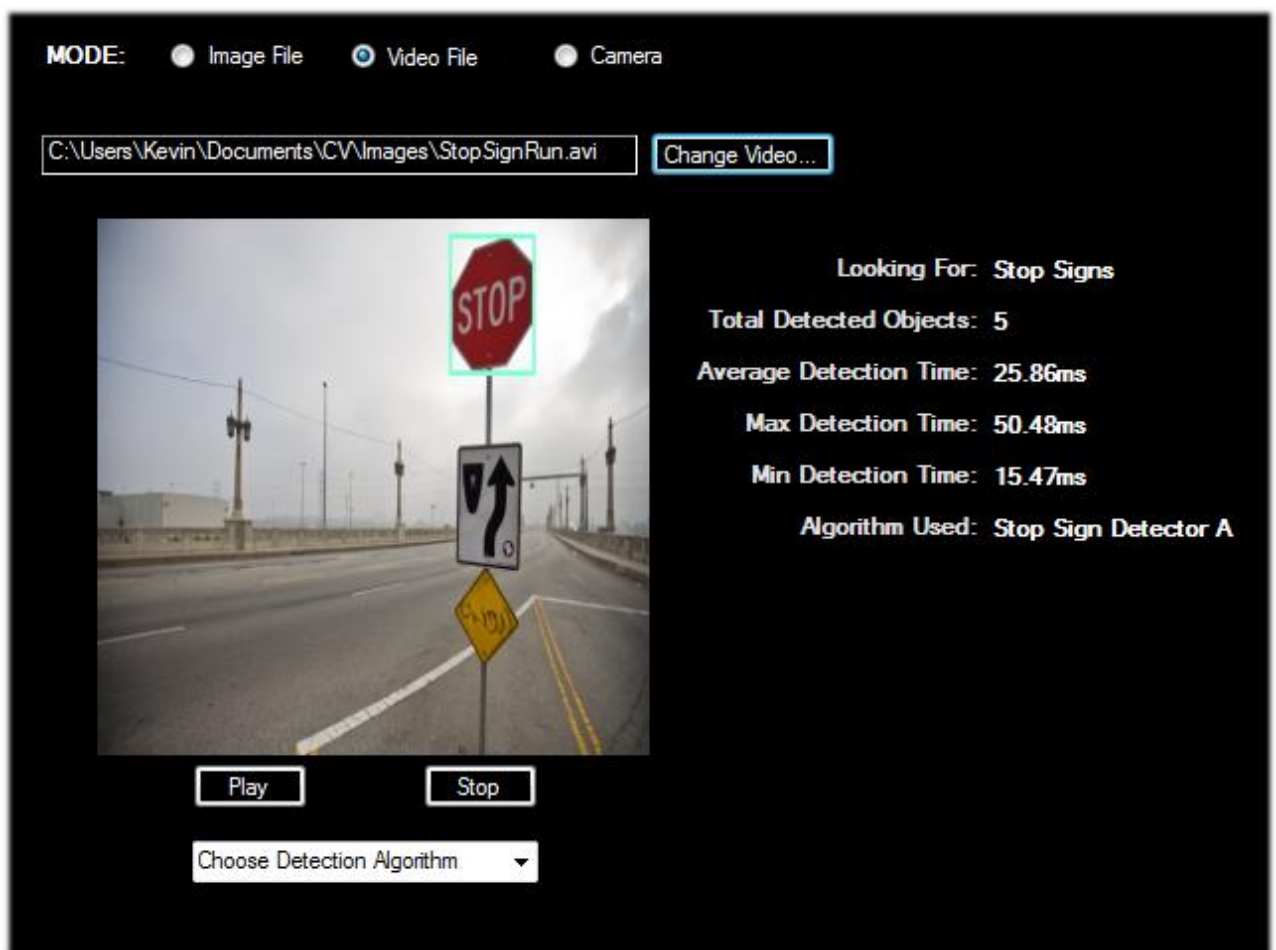 MODE: Image File Video File Camera
C:\Users\Kevin\Documents\CV\Images\StopSignRun.avi Change Video...
STOP
Looking For: Stop Signs
Total Detected Objects: 5
Average Detection Time: 25.86ms
Max Detection Time: 50.48ms
Min Detection Time: 15.47ms
Algorithm Used: Stop Sign Detector A
Play Stop
Choose Detection Algorithm